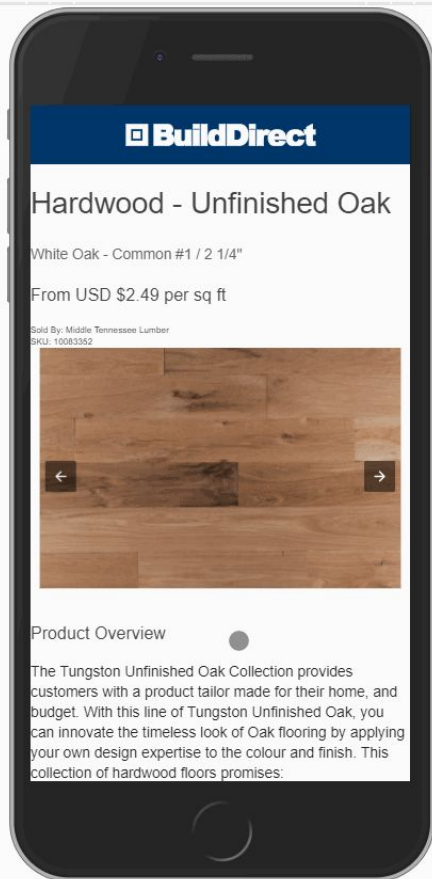 BuildDirect
Hardwood - Unfinished Oak
White Oak - Common #1 / 2 1/4"
From USD $2.49 per sq ft
Sold By: Middle Tennessee Lumber
SKU: 10083352
Product Overview
The Tungston Unfinished Oak Collection provides
customers with a product tailor made for their home, and
budget. With this line of Tungston Unfinished Oak, you
can innovate the timeless look of Oak flooring by applying
your own design expertise to the colour and finish. This
collection of hardwood floors promises: